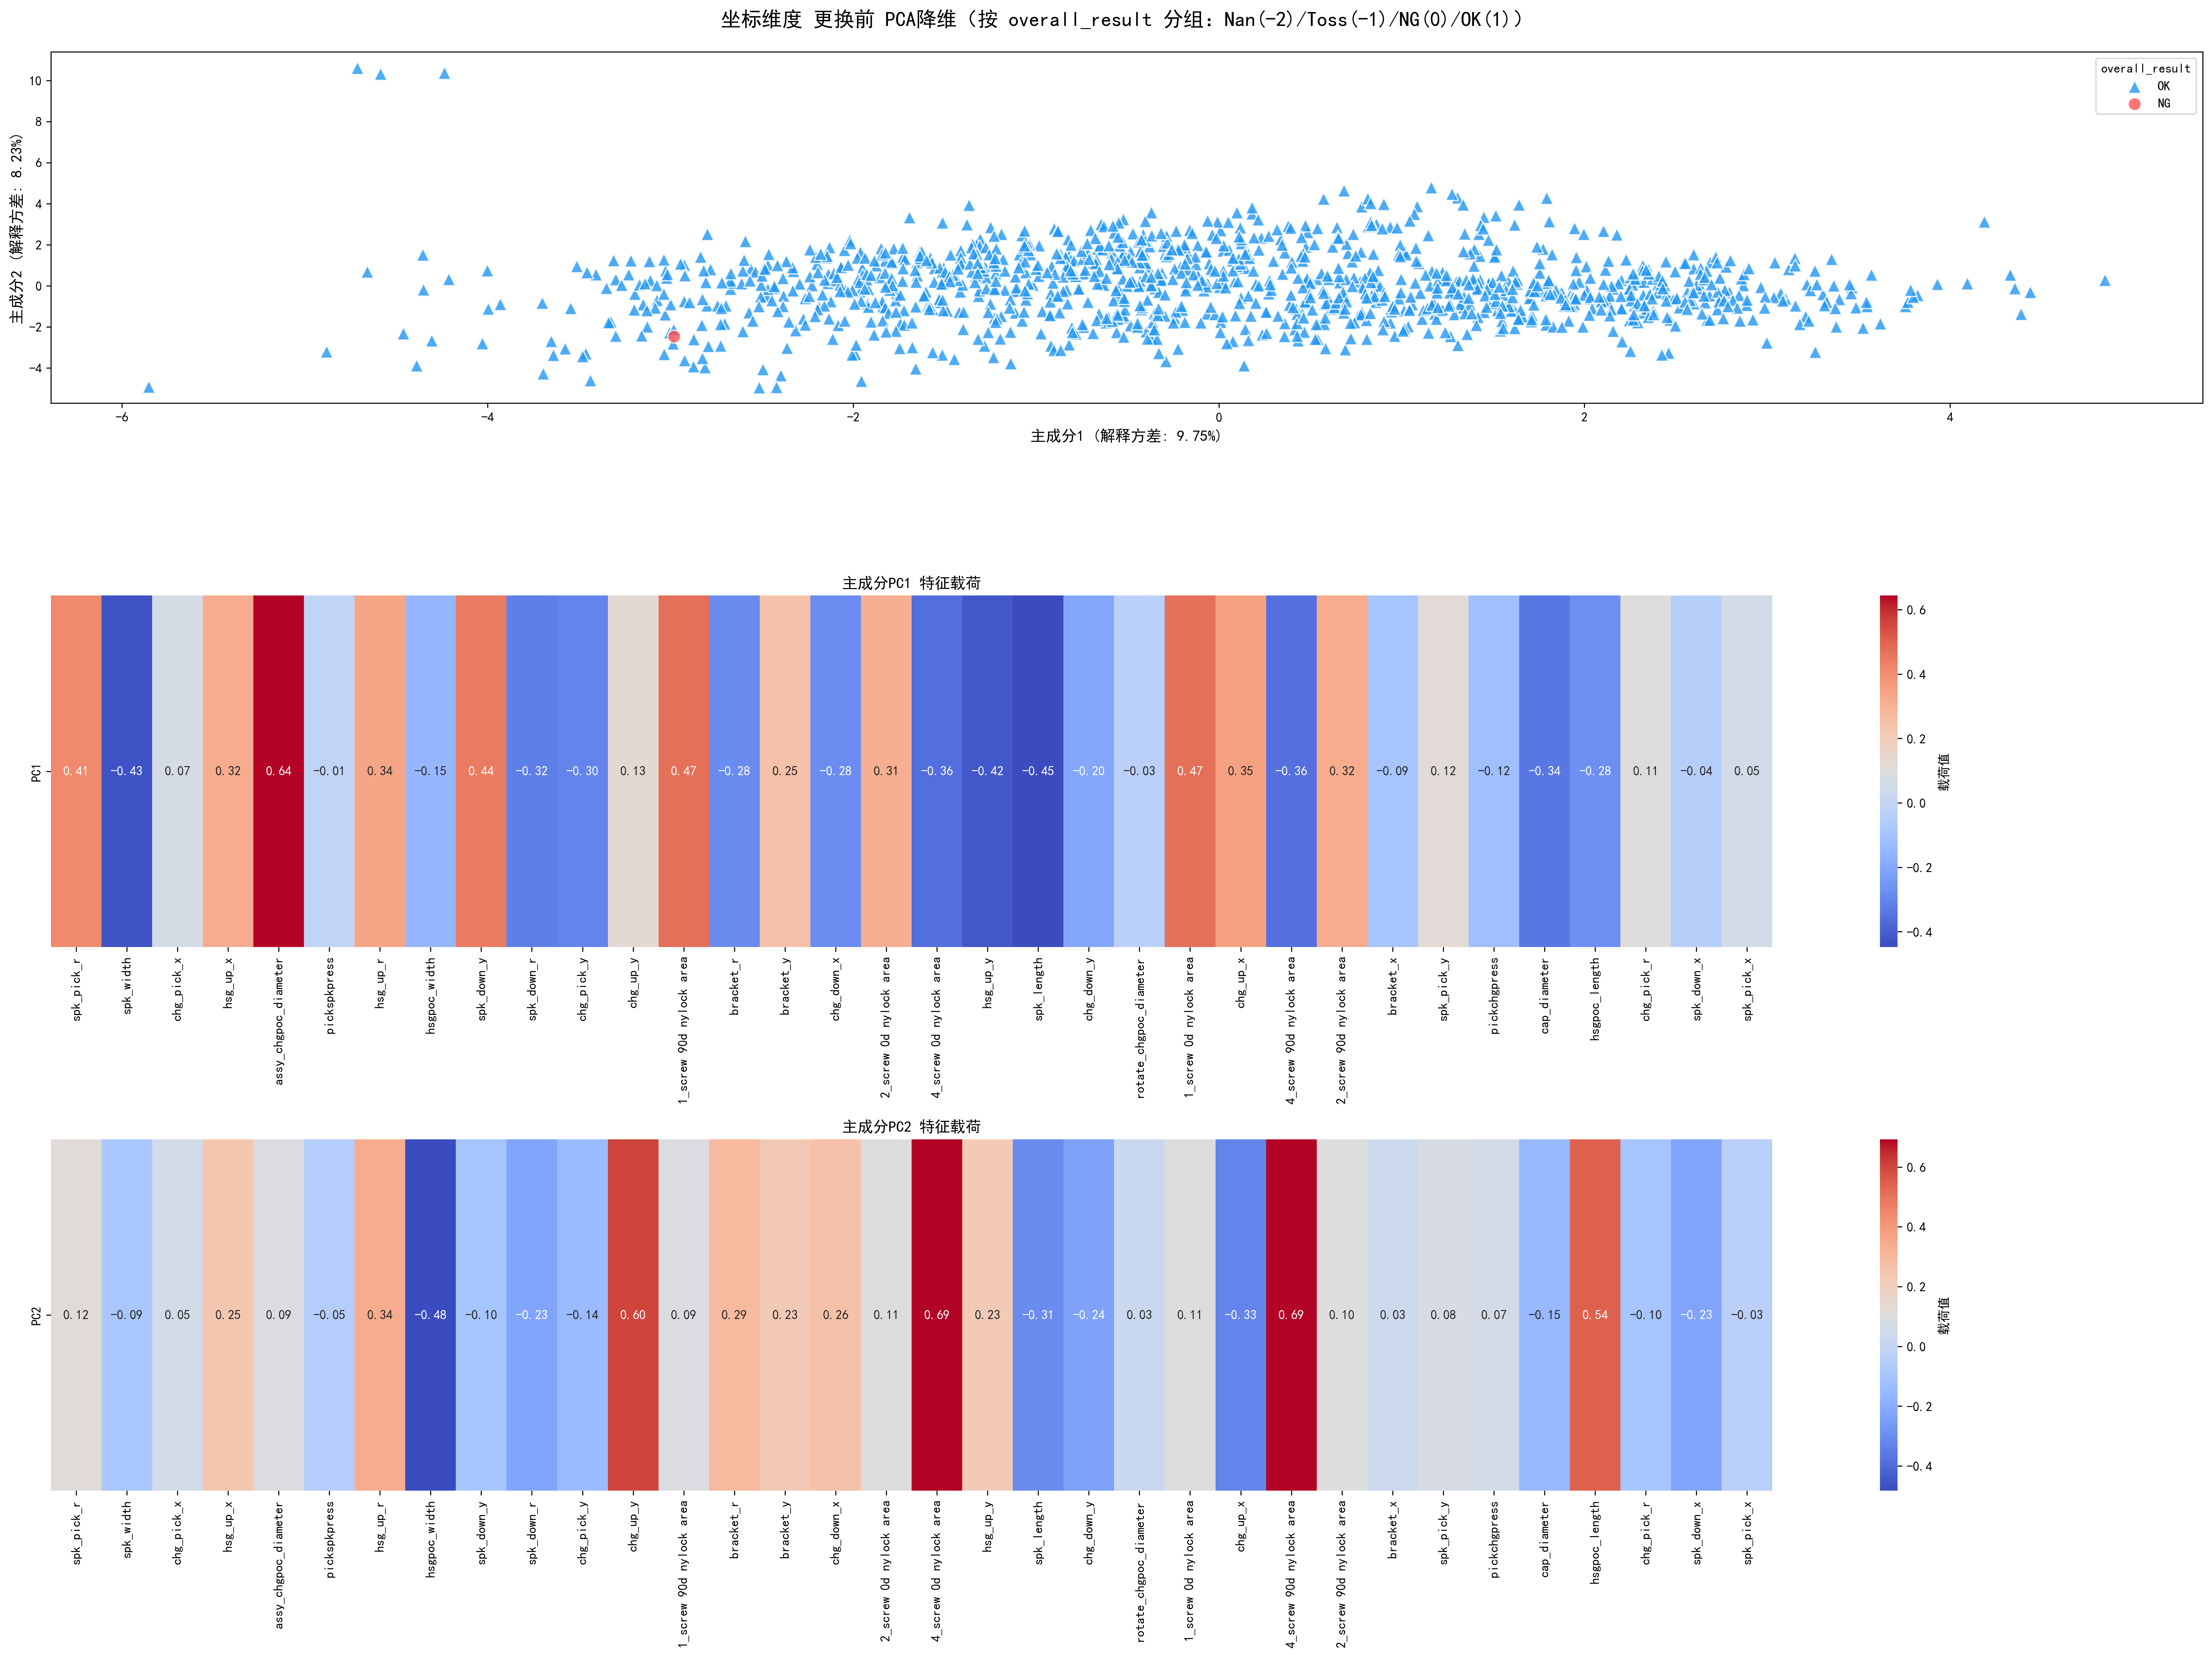 坐标维度 更换前 PCA降维（按 overall_result 分组：Nan(-2)/Toss(-1)/NG(0)/OK(1)）
overall_result
OK
NG
10
8
6
4
2
0
−2
−4
主成分2 (解释方差: 8.23%)
−6 −4 −2 0 2 4
主成分1 (解释方差: 9.75%)
主成分PC1 特征载荷
PC1
0.41 −0.43 0.07 0.32 0.64 −0.01 0.34 −0.15 0.44 −0.32 −0.30 0.13 0.47 −0.28 0.25 −0.28 0.31 −0.36 −0.42 −0.45 −0.20 −0.03 0.47 0.35 −0.36 0.32 −0.09 0.12 −0.12 −0.34 −0.28 0.11 −0.04 0.05
spk_pick_r
spk_width
chg_pick_x
hsg_up_x
assy_chgpoc_diameter
pickspkpress
hsg_up_r
hsgpoc_width
spk_down_y
spk_down_r
chg_pick_y
chg_up_y
1_screw 90d nylock area
bracket_r
bracket_y
chg_down_x
2_screw 0d nylock area
4_screw 0d nylock area
hsg_up_y
spk_length
chg_down_y
rotate_chgpoc_diameter
1_screw 0d nylock area
chg_up_x
4_screw 90d nylock area
2_screw 90d nylock area
bracket_x
spk_pick_y
pickchgpress
cap_diameter
hsgpoc_length
chg_pick_r
spk_down_x
spk_pick_x
0.6
0.4
0.2
0.0
−0.2
−0.4
载荷值
主成分PC2 特征载荷
PC2
0.12 −0.09 0.05 0.25 0.09 −0.05 0.34 −0.48 −0.10 −0.23 −0.14 0.60 0.09 0.29 0.23 0.26 0.11 0.69 0.23 −0.31 −0.24 0.03 0.11 −0.33 0.69 0.10 0.03 0.08 0.07 −0.15 0.54 −0.10 −0.23 −0.03
spk_pick_r
spk_width
chg_pick_x
hsg_up_x
assy_chgpoc_diameter
pickspkpress
hsg_up_r
hsgpoc_width
spk_down_y
spk_down_r
chg_pick_y
chg_up_y
1_screw 90d nylock area
bracket_r
bracket_y
chg_down_x
2_screw 0d nylock area
4_screw 0d nylock area
hsg_up_y
spk_length
chg_down_y
rotate_chgpoc_diameter
1_screw 0d nylock area
chg_up_x
4_screw 90d nylock area
2_screw 90d nylock area
bracket_x
spk_pick_y
pickchgpress
cap_diameter
hsgpoc_length
chg_pick_r
spk_down_x
spk_pick_x
0.6
0.4
0.2
0.0
−0.2
−0.4
载荷值